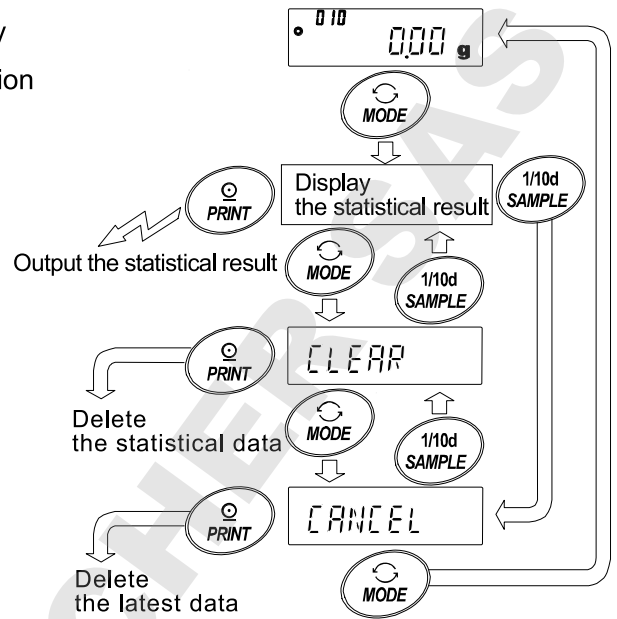 y
ion
010
0.00 g
MODE
PRINT
Display
the statistical result
1/10d
SAMPLE
Output the statistical result
MODE
1/10d
SAMPLE
PRINT
CLEAR
Delete
the statistical data
MODE
1/10d
SAMPLE
PRINT
CANCEL
Delete
the latest data
MODE
CHER SAS